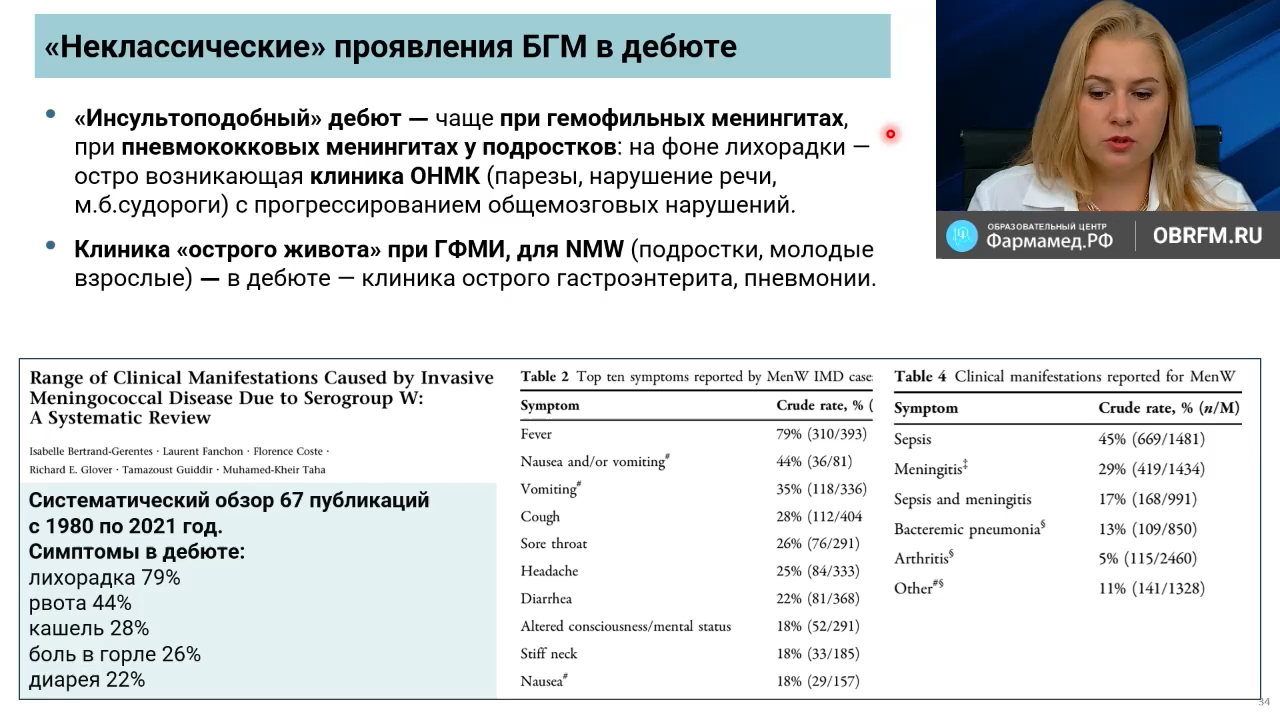 «Неклассические» проявления БГМ в дебюте
• «Инсультоподобный» дебют — чаще при гемофильных менингитах,
при пневмококковых менингитах у подростков: на фоне лихорадки —
остро возникающая клиника ОНМК (парезы, нарушение речи,
м.б.судороги) с прогрессированием общемозговых нарушений.
• Клиника «острого живота» при ГФМИ, для NMW (подростки, молодые
взрослые) — в дебюте — клиника острого гастроэнтерита, пневмонии.
ОБРАЗОВАТЕЛЬНЫЙ ЦЕНТР
Фармамед.РФ
OBRFM.RU
Range of Clinical Manifestations Caused by Invasive
Meningococcal Disease Due to Serogroup W:
A Systematic Review
Isabelle Bertrand-Gerentes · Laurent Fanchon · Florence Coste ·
Richard E. Glover · Tamazoust Guiddir · Muhamed-Kheir Taha
Систематический обзор 67 публикаций
с 1980 по 2021 год.
Симптомы в дебюте:
лихорадка 79%
рвота 44%
кашель 28%
боль в горле 26%
диарея 22%
Table 2 Top ten symptoms reported by MenW IMD case
Symptom Crude rate, % (
Fever 79% (310/393)
Nausea and/or vomiting# 44% (36/81)
Vomiting# 35% (118/336)
Cough 28% (112/404
Sore throat 26% (76/291)
Headache 25% (84/333)
Diarrhea 22% (81/368)
Altered consciousness/mental status 18% (52/291)
Stiff neck 18% (33/185)
Nausea# 18% (29/157)
Table 4 Clinical manifestations reported for MenW
Symptom Crude rate, % (n/M)
Sepsis 45% (669/1481)
Meningitis‡ 29% (419/1434)
Sepsis and meningitis 17% (168/991)
Bacteremic pneumonia§ 13% (109/850)
Arthritis§ 5% (115/2460)
Other#§ 11% (141/1328)
34